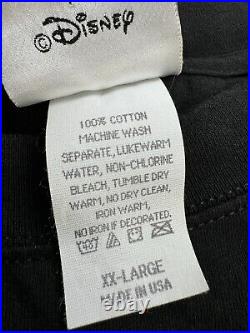 ©Disney
100% COTTON
MACHINE WASH
SEPARATE, LUKEWARM
WATER, NON-CHLORINE
BLEACH, TUMBLE DRY
WARM, NO DRY CLEAN,
IRON WARM,
NO IRON IF DECORATED.
XX-LARGE
MADE IN USA